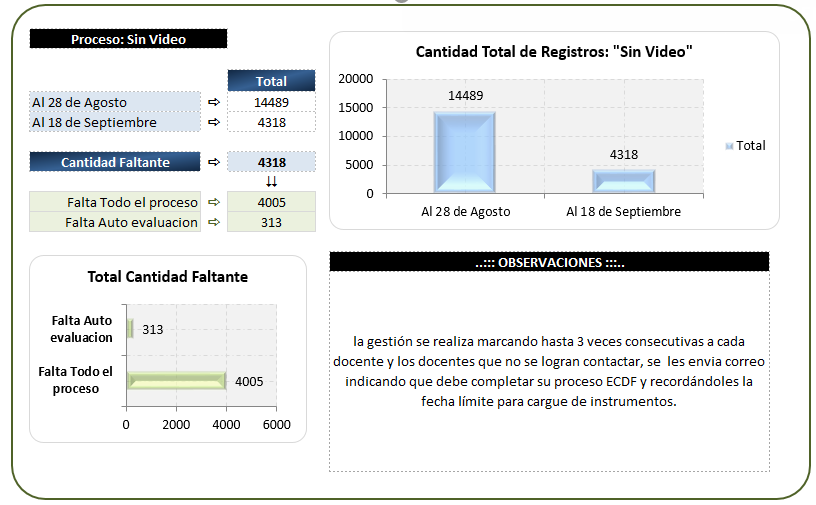 Proceso: Sin Video
Total
Al 28 de Agosto ⇨ 14489
Al 18 de Septiembre ⇨ 4318
Cantidad Faltante ⇨ 4318
⇊
Falta Todo el proceso ⇨ 4005
Falta Auto evaluacion ⇨ 313
Cantidad Total de Registros: "Sin Video"
20000
15000
10000
5000
0
14489
4318
Al 28 de Agosto
Al 18 de Septiembre
Total
Total Cantidad Faltante
Falta Auto
evaluacion
313
Falta Todo el
proceso
4005
0 2000 4000 6000
..::: OBSERVACIONES :::..
la gestión se realiza marcando hasta 3 veces consecutivas a cada
docente y los docentes que no se logran contactar, se les envia correo
indicando que debe completar su proceso ECDF y recordándoles la
fecha límite para cargue de instrumentos.